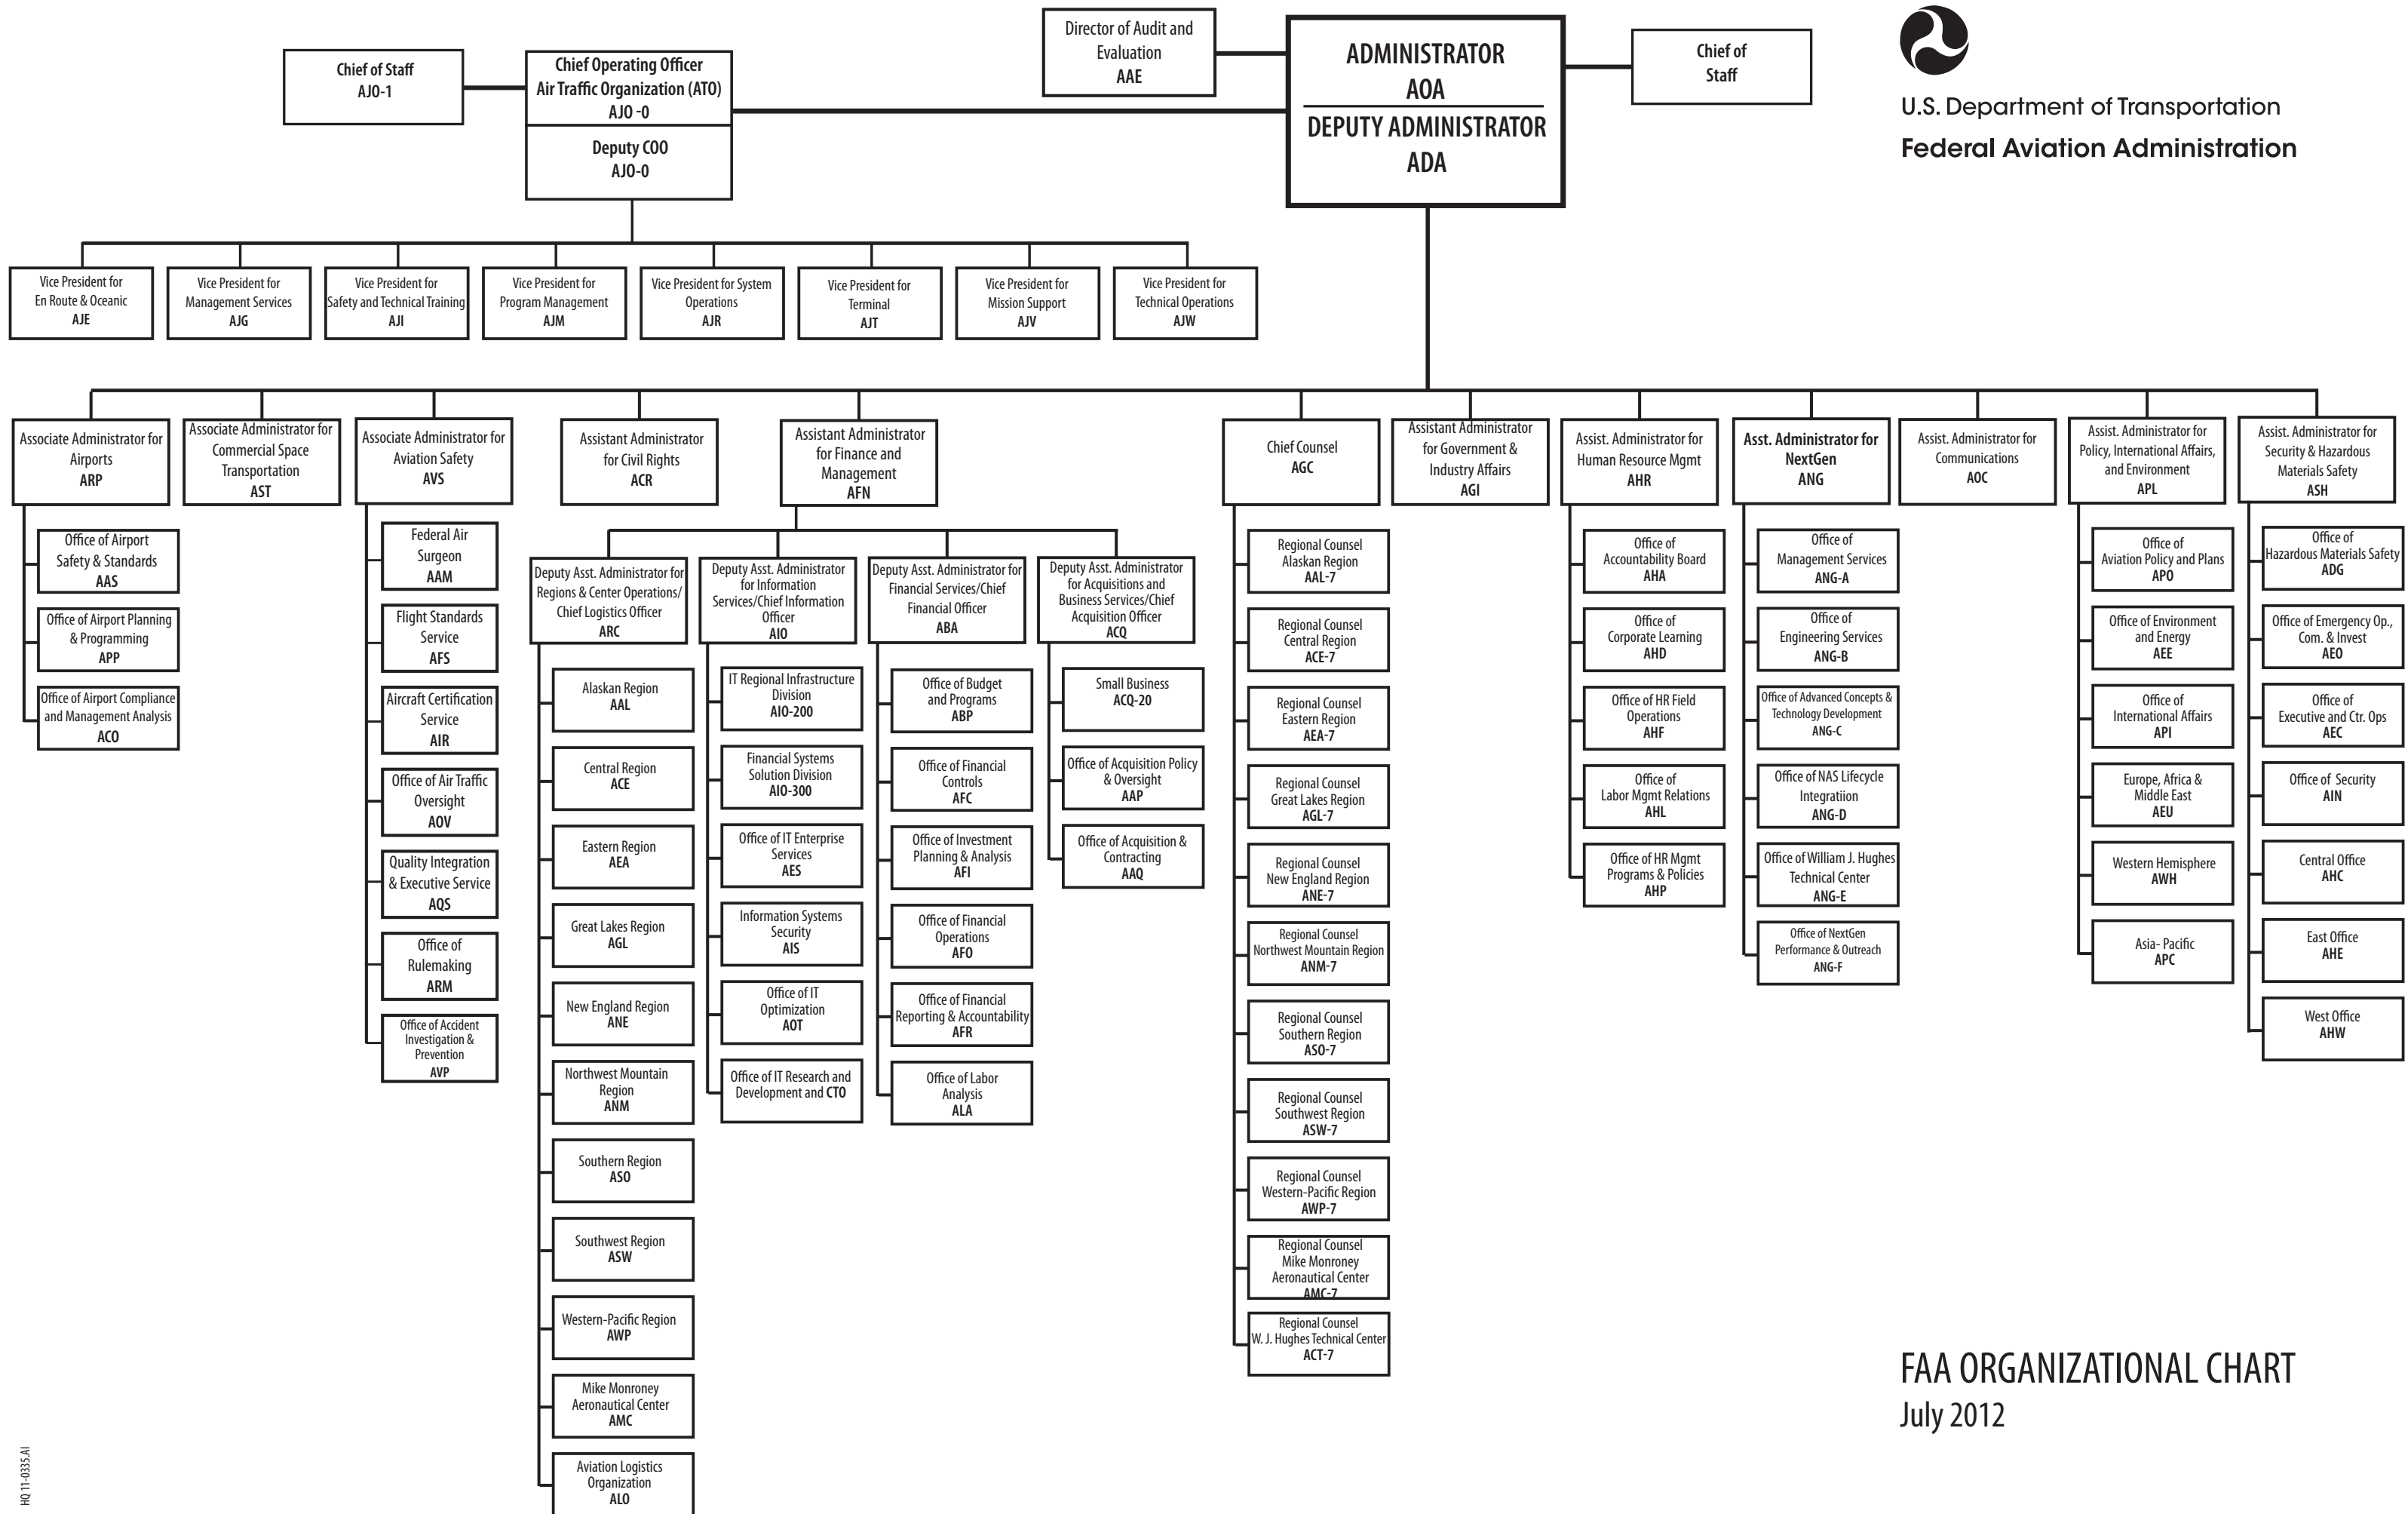 Director of Audit and
Evaluation
AAE
ADMINISTRATOR
AOA
DEPUTY ADMINISTRATOR
ADA
Chief of
Staff
U.S. Department of Transportation
Federal Aviation Administration
Chief of Staff
AJO-1
Chief Operating Officer
Air Traffic Organization (ATO)
AJO -0
Deputy COO
AJO-0
Vice President for
En Route & Oceanic
AJE
Vice President for
Management Services
AJG
Vice President for
Safety and Technical Training
AJI
Vice President for
Program Management
AJM
Vice President for System
Operations
AJR
Vice President for
Terminal
AJT
Vice President for
Mission Support
AJV
Vice President for
Technical Operations
AJW
Associate Administrator for
Airports
ARP
Office of Airport
Safety & Standards
AAS
Office of Airport Planning
& Programming
APP
Office of Airport Compliance
and Management Analysis
ACO
Associate Administrator for
Commercial Space
Transportation
AST
Associate Administrator for
Aviation Safety
AVS
Federal Air
Surgeon
AAM
Flight Standards
Service
AFS
Aircraft Certification
Service
AIR
Office of Air Traffic
Oversight
AOV
Quality Integration
& Executive Service
AQS
Office of
Rulemaking
ARM
Office of Accident
Investigation &
Prevention
AVP
Assistant Administrator
for Civil Rights
ACR
Assistant Administrator
for Finance and
Management
AFN
Deputy Asst. Administrator for
Regions & Center Operations/
Chief Logistics Officer
ARC
Alaskan Region
AAL
Central Region
ACE
Eastern Region
AEA
Great Lakes Region
AGL
New England Region
ANE
Northwest Mountain
Region
ANM
Southern Region
ASO
Southwest Region
ASW
Western-Pacific Region
AWP
Mike Monroney
Aeronautical Center
AMC
Aviation Logistics
Organization
ALO
Deputy Asst. Administrator
for Information
Services/Chief Information
Officer
AIO
IT Regional Infrastructure
Division
AIO-200
Financial Systems
Solution Division
AIO-300
Office of IT Enterprise
Services
AES
Information Systems
Security
AIS
Office of IT
Optimization
AOT
Office of IT Research and
Development and CTO
Deputy Asst. Administrator for
Financial Services/Chief
Financial Officer
ABA
Office of Budget
and Programs
ABP
Office of Financial
Controls
AFC
Office of Investment
Planning & Analysis
AFI
Office of Financial
Operations
AFO
Office of Financial
Reporting & Accountability
AFR
Office of Labor
Analysis
ALA
Deputy Asst. Administrator
for Acquisitions and
Business Services/Chief
Acquisition Officer
ACQ
Small Business
ACQ-20
Office of Acquisition Policy
& Oversight
AAP
Office of Acquisition &
Contracting
AAQ
Chief Counsel
AGC
Regional Counsel
Alaskan Region
AAL-7
Regional Counsel
Central Region
ACE-7
Regional Counsel
Eastern Region
AEA-7
Regional Counsel
Great Lakes Region
AGL-7
Regional Counsel
New England Region
ANE-7
Regional Counsel
Northwest Mountain Region
ANM-7
Regional Counsel
Southern Region
ASO-7
Regional Counsel
Southwest Region
ASW-7
Regional Counsel
Western-Pacific Region
AWP-7
Regional Counsel
Mike Monroney
Aeronautical Center
AMC-7
Regional Counsel
W. J. Hughes Technical Center
ACT-7
Assistant Administrator
for Government &
Industry Affairs
AGI
Assist. Administrator for
Human Resource Mgmt
AHR
Office of
Accountability Board
AHA
Office of
Corporate Learning
AHD
Office of HR Field
Operations
AHF
Office of
Labor Mgmt Relations
AHL
Office of HR Mgmt
Programs & Policies
AHP
Asst. Administrator for
NextGen
ANG
Office of
Management Services
ANG-A
Office of
Engineering Services
ANG-B
Office of Advanced Concepts &
Technology Development
ANG-C
Office of NAS Lifecycle
Integratiion
ANG-D
Office of William J. Hughes
Technical Center
ANG-E
Office of NextGen
Performance & Outreach
ANG-F
Assist. Administrator for
Communications
AOC
Assist. Administrator for
Policy, International Affairs,
and Environment
APL
Office of
Aviation Policy and Plans
APO
Office of Environment
and Energy
AEE
Office of
International Affairs
API
Europe, Africa &
Middle East
AEU
Western Hemisphere
AWH
Asia- Pacific
APC
Assist. Administrator for
Security & Hazardous
Materials Safety
ASH
Office of
Hazardous Materials Safety
ADG
Office of Emergency Op.,
Com. & Invest
AEO
Office of
Executive and Ctr. Ops
AEC
Office of Security
AIN
Central Office
AHC
East Office
AHE
West Office
AHW
FAA ORGANIZATIONAL CHART
July 2012
HQ 11-0335.AI